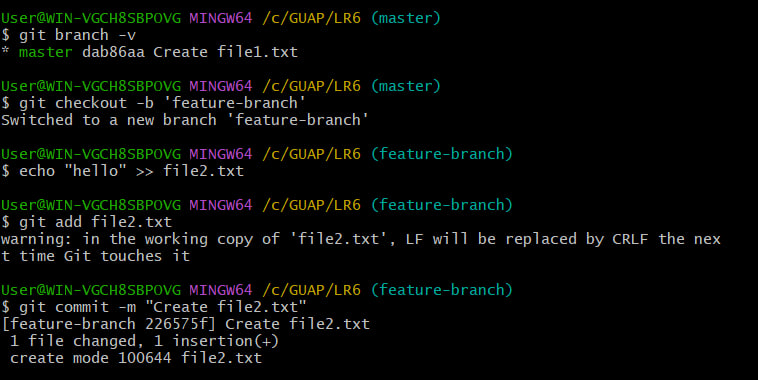 User@WIN-VGCH8SBPOVG MINGW64 /c/GUAP/LR6 (master)
$ git branch -v
* master dab86aa Create file1.txt
User@WIN-VGCH8SBPOVG MINGW64 /c/GUAP/LR6 (master)
$ git checkout -b 'feature-branch'
Switched to a new branch 'feature-branch'
User@WIN-VGCH8SBPOVG MINGW64 /c/GUAP/LR6 (feature-branch)
$ echo "hello" >> file2.txt
User@WIN-VGCH8SBPOVG MINGW64 /c/GUAP/LR6 (feature-branch)
$ git add file2.txt
warning: in the working copy of 'file2.txt', LF will be replaced by CRLF the nex
t time Git touches it
User@WIN-VGCH8SBPOVG MINGW64 /c/GUAP/LR6 (feature-branch)
$ git commit -m "Create file2.txt"
[feature-branch 226575f] Create file2.txt
 1 file changed, 1 insertion(+)
 create mode 100644 file2.txt